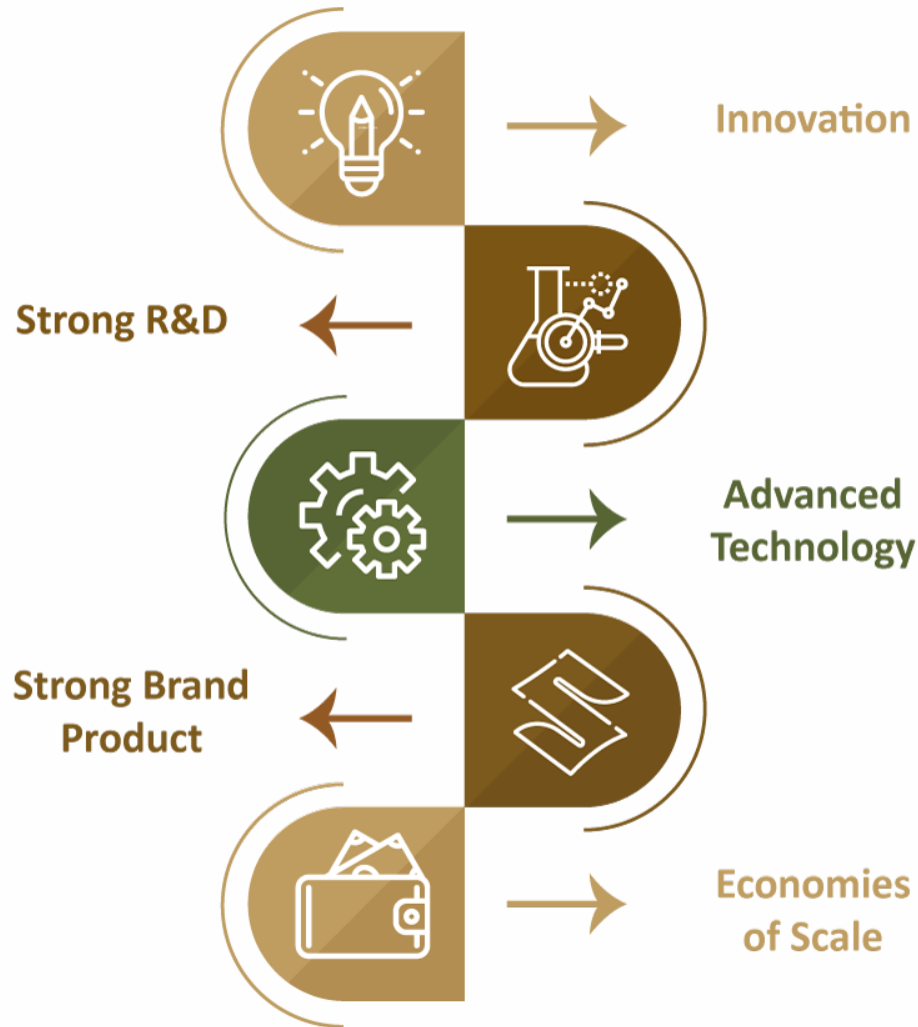 Innovation
Strong R&D
Advanced
Technology
Strong Brand
Product
Economies
of Scale